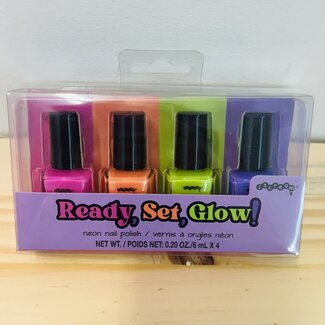 iscream
Ready, Set, Glow!
neon nail polish / vernis à ongles néon
NET WT. / POIDS NET: 0.20 OZ./6 mL X 4